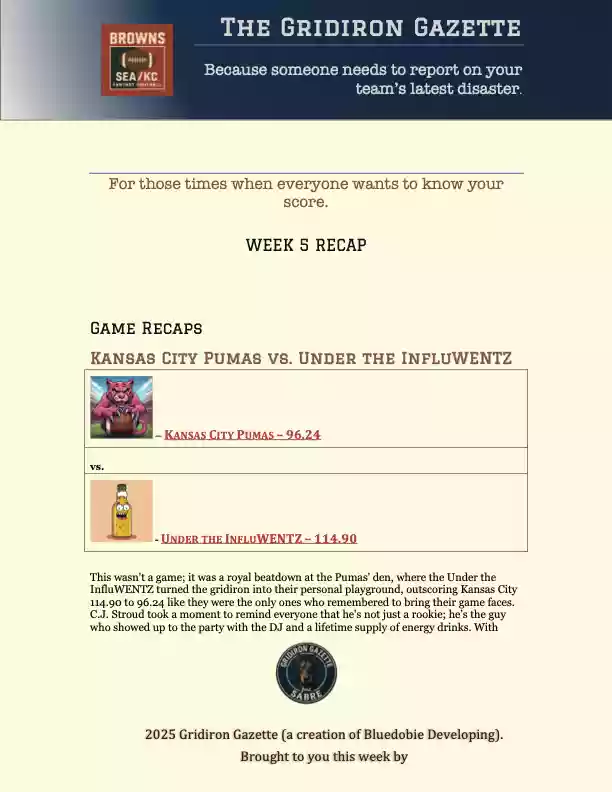 BROWNS
SEA/KC
FANTASY FOOTBALL
The Gridiron Gazette
Because someone needs to report on your
team's latest disaster.
For those times when everyone wants to know your
score.
WEEK 5 RECAP
Game Recaps
Kansas City Pumas vs. Under the InfluWENTZ
– Kansas City Pumas – 96.24
vs.
- Under the InfluWENTZ – 114.90
This wasn't a game; it was a royal beatdown at the Pumas' den, where the Under the
InfluWENTZ turned the gridiron into their personal playground, outscoring Kansas City
114.90 to 96.24 like they were the only ones who remembered to bring their game faces.
C.J. Stroud took a moment to remind everyone that he's not just a rookie; he's the guy
who showed up to the party with the DJ and a lifetime supply of energy drinks. With
GRIDIRON GAZETTE
SABRE
2025 Gridiron Gazette (a creation of Bluedobie Developing).
Brought to you this week by